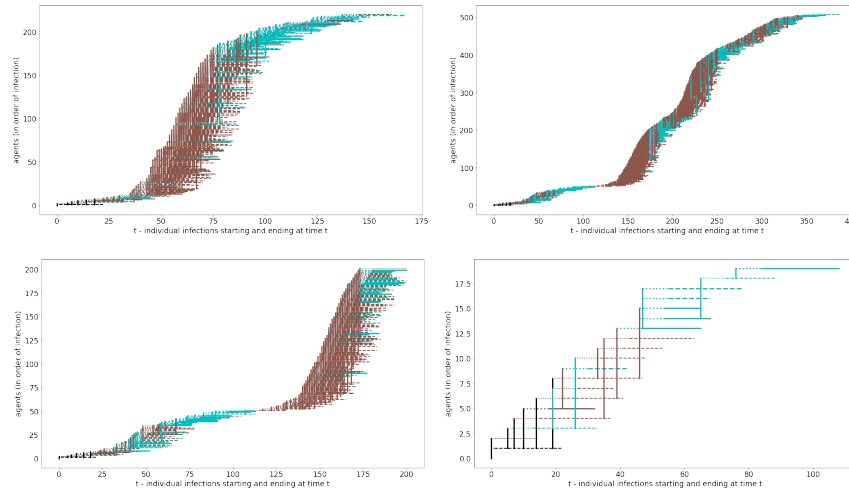 200
150
100
50
0
agents (in order of infection)
0 25 50 75 100 125 150 175
t - individual infections starting and ending at time t
500
400
300
200
100
0
agents (in order of infection)
0 50 100 150 200 250 300 350
t - individual infections starting and ending at time t
200
175
150
125
100
75
50
25
0
agents (in order of infection)
0 25 50 75 100 125 150 175 200
t - individual infections starting and ending at time t
17.5
15.0
12.5
10.0
7.5
5.0
2.5
0.0
agents (in order of infection)
0 20 40 60 80 100
t - individual infections starting and ending at time t